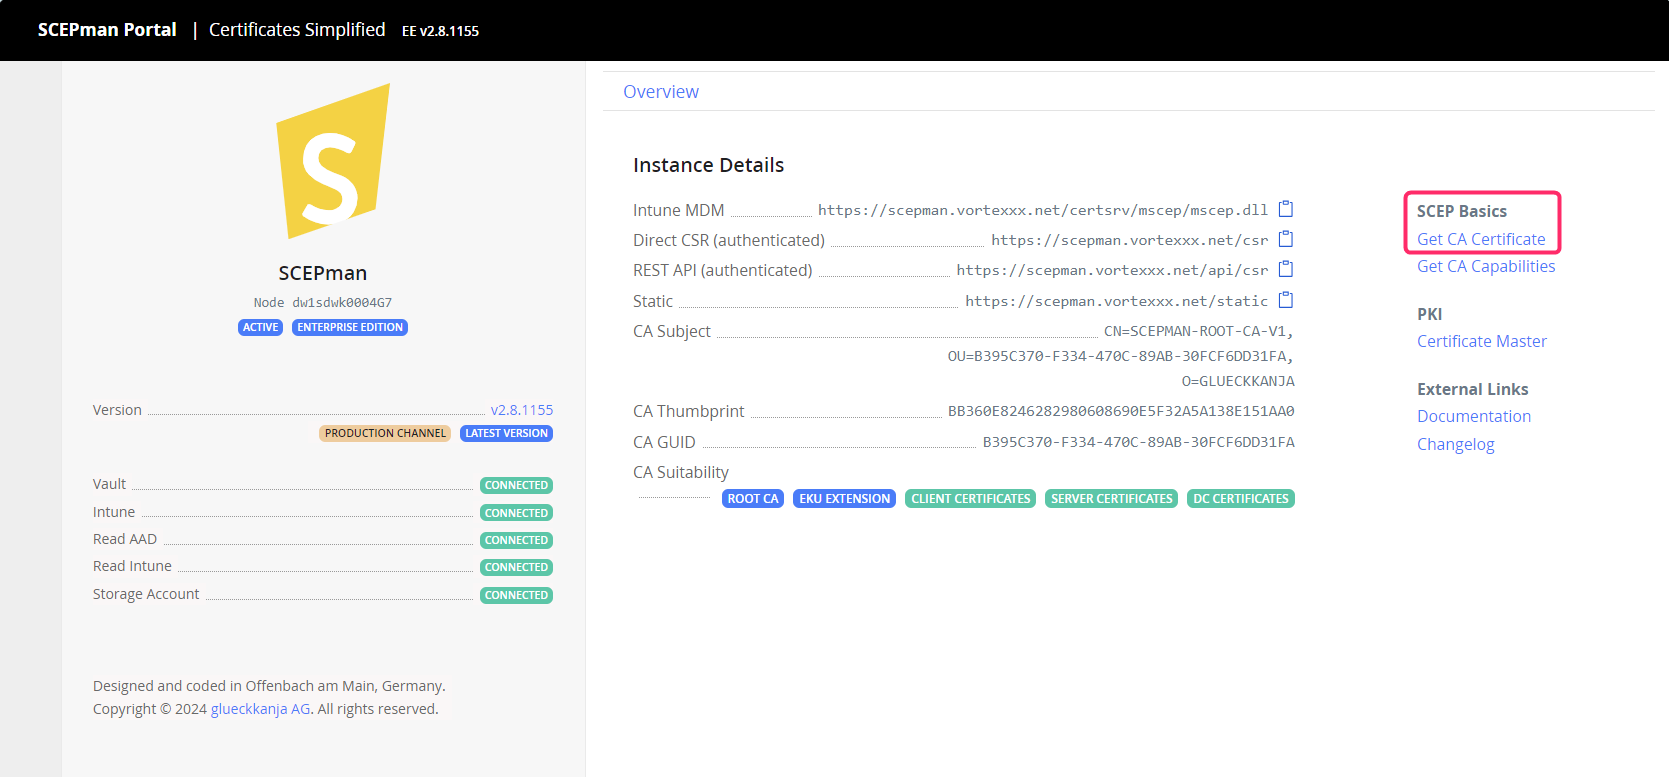 SCEPman Portal | Certificates Simplified EE v2.8.1155
S
SCEPman
Node dw1sdwk0004G7
ACTIVE ENTERPRISE EDITION
Version v2.8.1155
PRODUCTION CHANNEL LATEST VERSION
Vault CONNECTED
Intune CONNECTED
Read AAD CONNECTED
Read Intune CONNECTED
Storage Account CONNECTED
Designed and coded in Offenbach am Main, Germany.
Copyright © 2024 glueckkanja AG. All rights reserved.
Overview
Instance Details
Intune MDM https://scepman.vortexxx.net/certsrv/mscep/mscep.dll
Direct CSR (authenticated) https://scepman.vortexxx.net/csr
REST API (authenticated) https://scepman.vortexxx.net/api/csr
Static https://scepman.vortexxx.net/static
CA Subject CN=SCEPMAN-ROOT-CA-V1,
OU=B395C370-F334-470C-89AB-30FCF6DD31FA,
O=GLUECKKANJA
CA Thumbprint BB360E8246282980608690E5F32A5A138E151AA0
CA GUID B395C370-F334-470C-89AB-30FCF6DD31FA
CA Suitability
ROOT CA EKU EXTENSION CLIENT CERTIFICATES SERVER CERTIFICATES DC CERTIFICATES
SCEP Basics
Get CA Certificate
Get CA Capabilities
PKI
Certificate Master
External Links
Documentation
Changelog